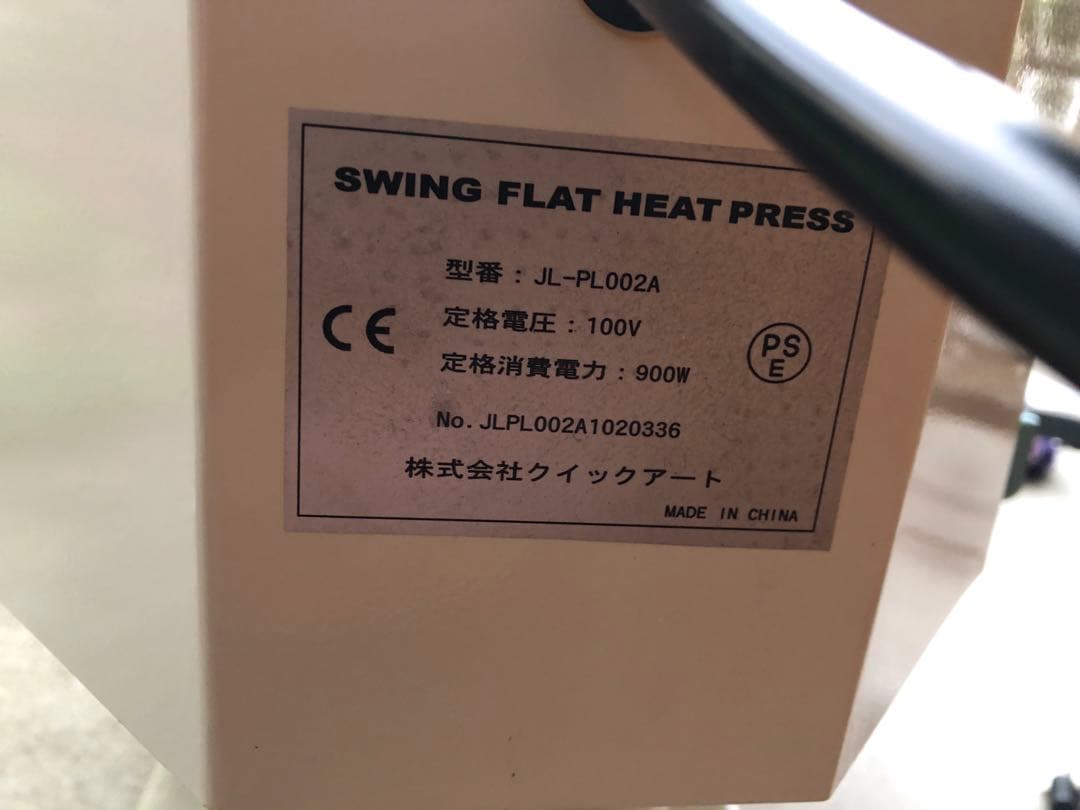 SWING FLAT HEAT PRESS
型番：JL-PL002A
定格電圧：100V
定格消費電力：900W
CE
PS
E
No. JLPL002A1020336
株式会社クイックアート
MADE IN CHINA